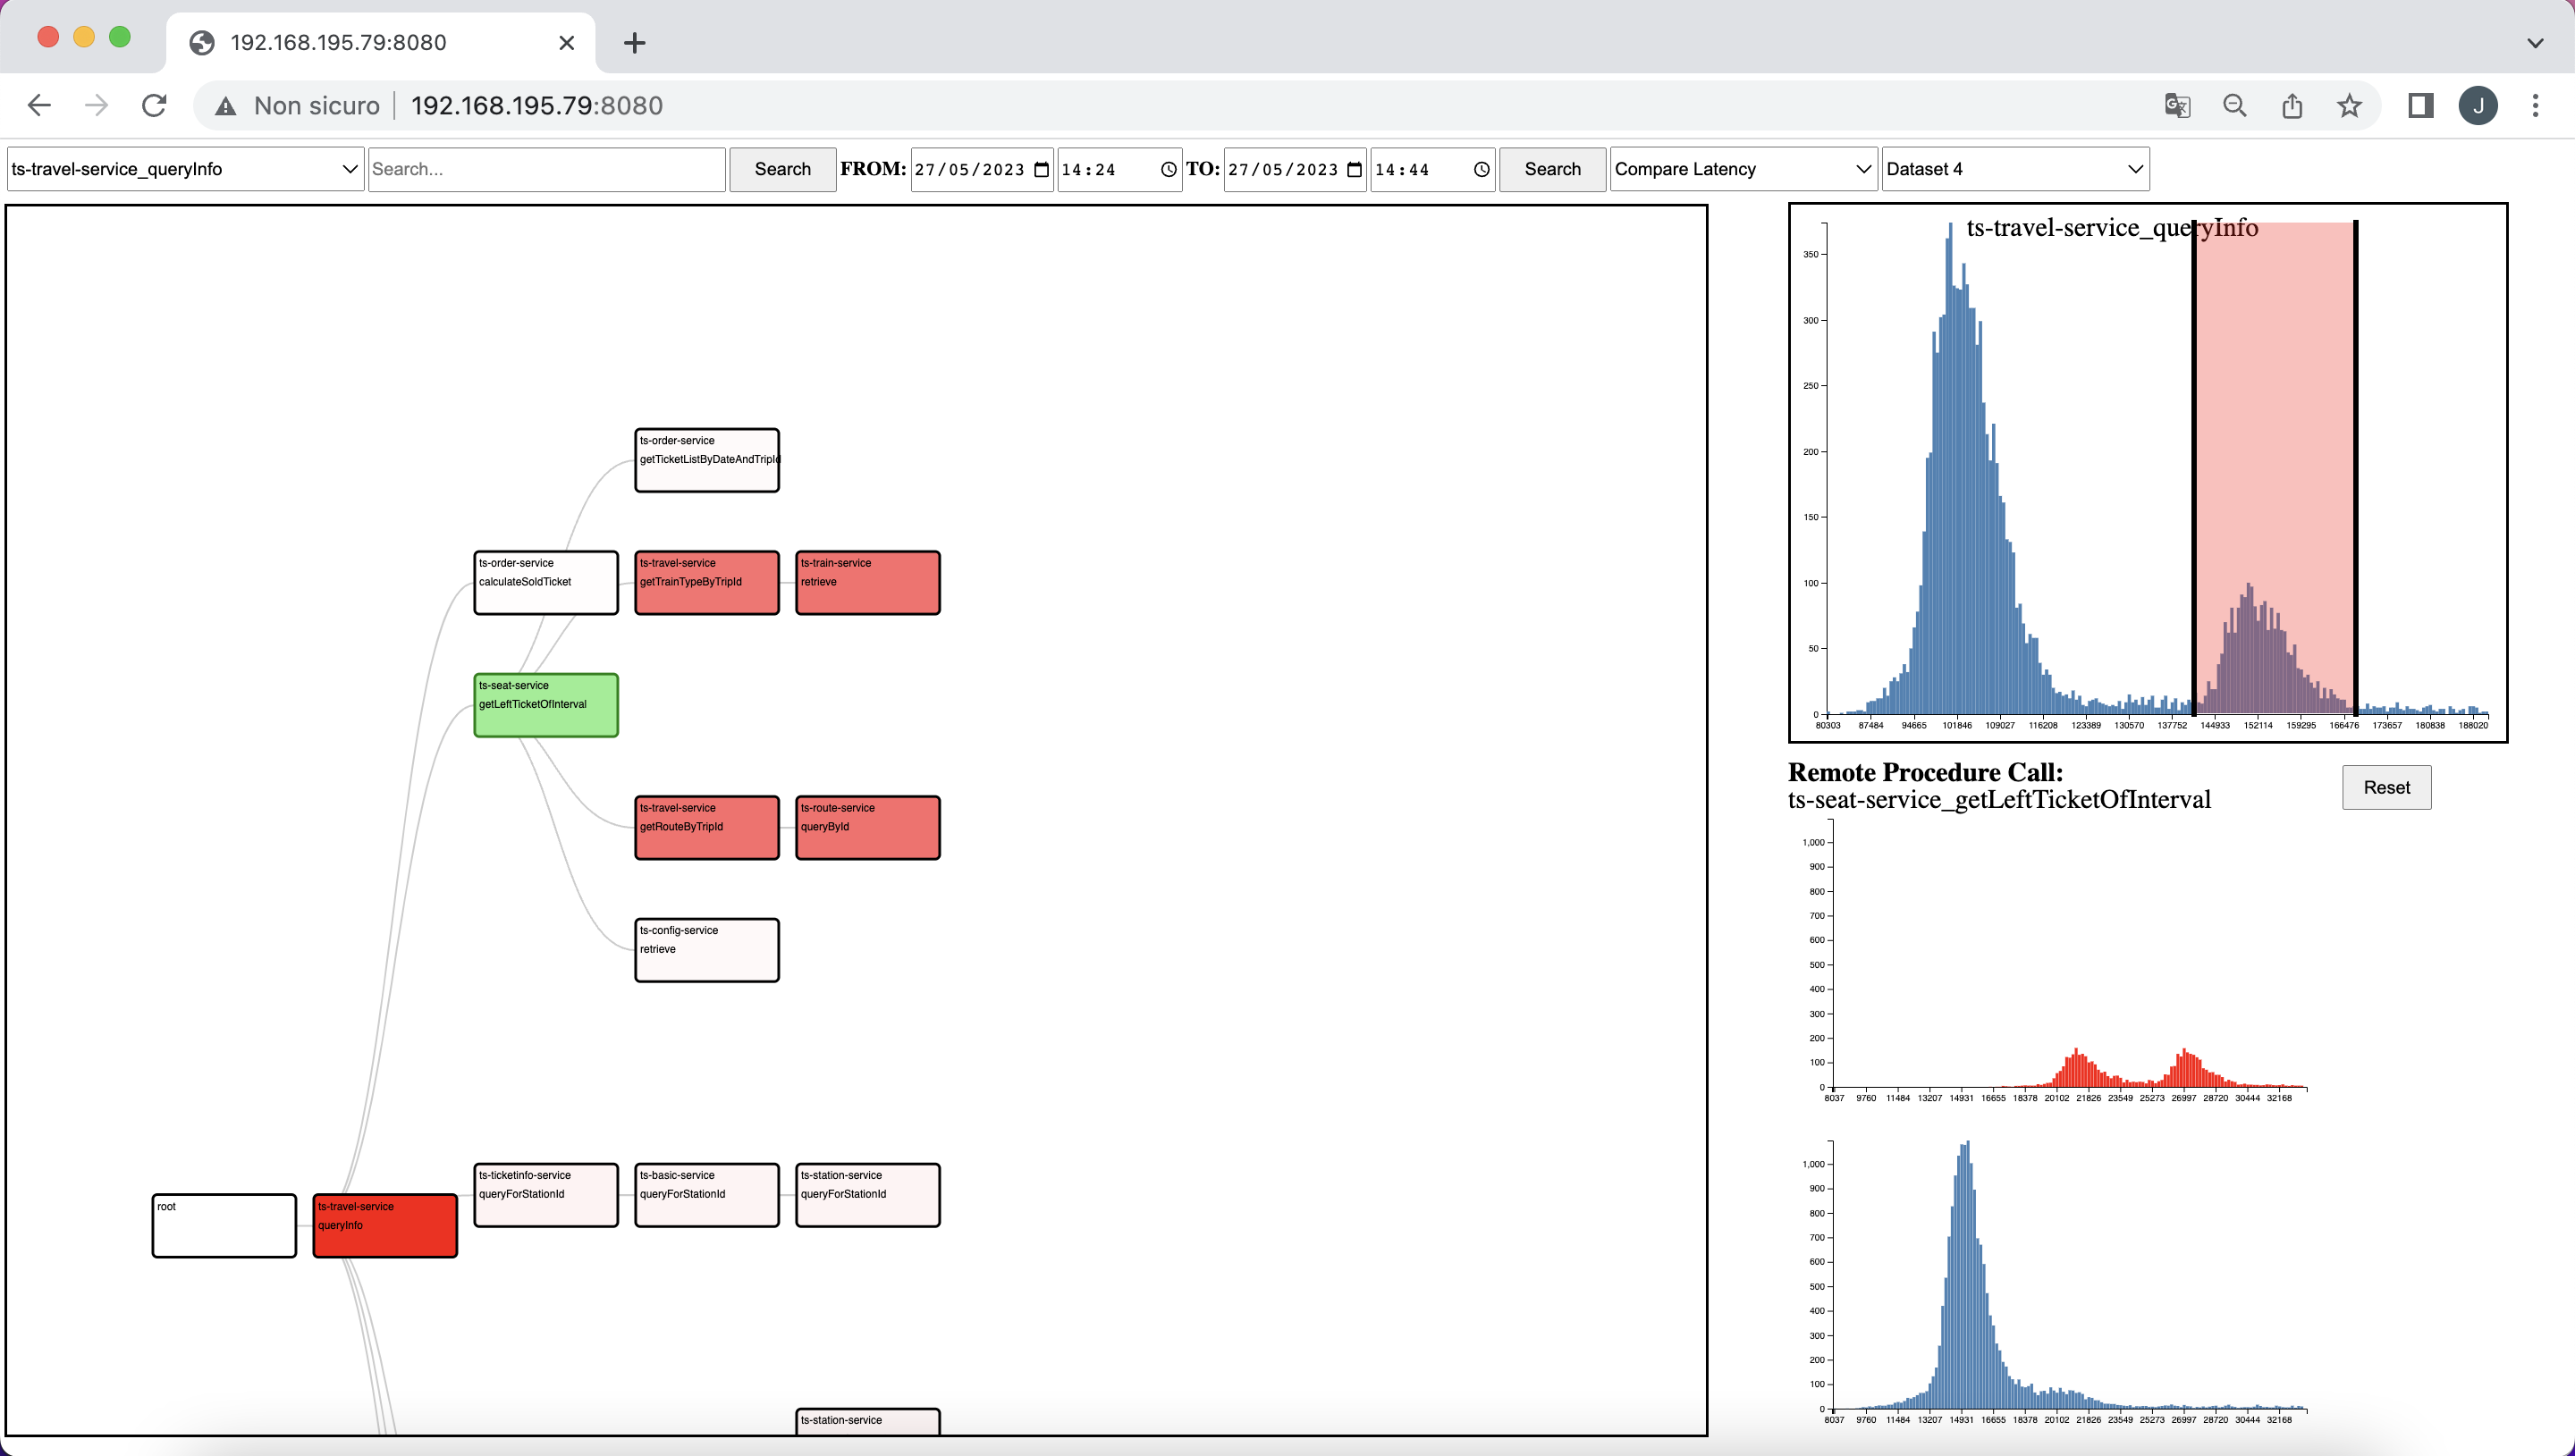 192.168.195.79:8080
Non sicuro 192.168.195.79:8080
J
ts-travel-service_queryInfo Search... Search FROM: 27/05/2023 14:24 TO: 27/05/2023 14:44 Search Compare Latency Dataset 4
ts-order-service
getTicketListByDateAndTripId
ts-order-service
calculateSoldTicket
ts-travel-service
getTrainTypeByTripId
ts-train-service
retrieve
ts-seat-service
getLeftTicketOfInterval
ts-travel-service
getRouteByTripId
ts-route-service
queryById
ts-config-service
retrieve
root
ts-travel-service
queryInfo
ts-ticketinfo-service
queryForStationId
ts-basic-service
queryForStationId
ts-station-service
queryForStationId
ts-station-service
ts-travel-service_queryInfo
350
300
250
200
150
100
50
0
80303 87484 94665 101846 109027 116208 123389 130570 137752 144933 152114 159295 166476 173657 180838 188020
Remote Procedure Call:
ts-seat-service_getLeftTicketOfInterval
Reset
1,000
900
800
700
600
500
400
300
200
100
0
8037 9760 11484 13207 14931 16655 18378 20102 21826 23549 25273 26997 28720 30444 32168
1,000
900
800
700
600
500
400
300
200
100
0
8037 9760 11484 13207 14931 16655 18378 20102 21826 23549 25273 26997 28720 30444 32168